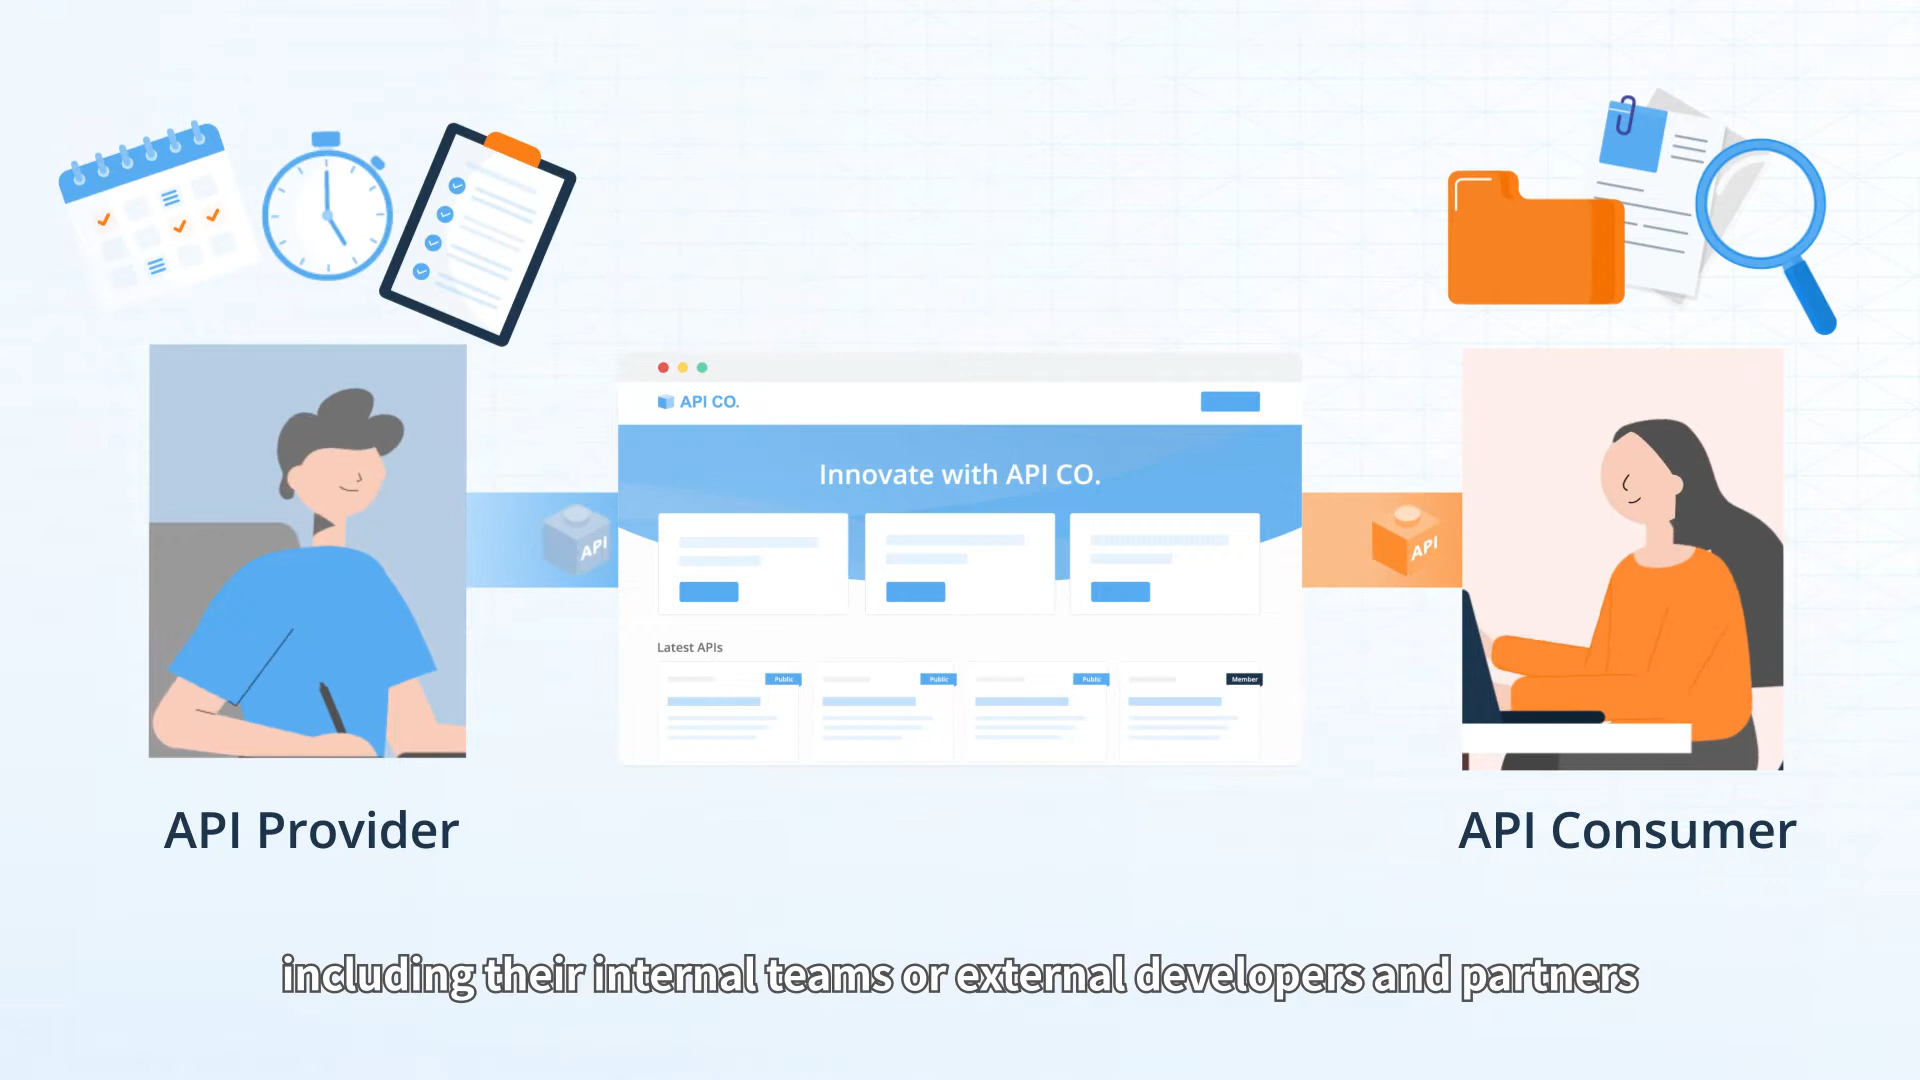 API CO.
Innovate with API CO.
API
API
Latest APIs
Public
Public
Public
Member
API Provider
API Consumer
including their internal teams or external developers and partners